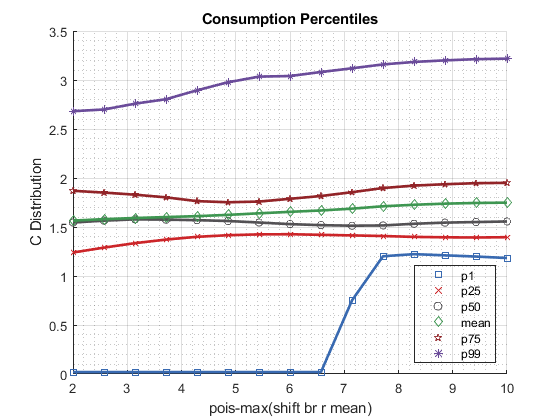 Consumption Percentiles
3.5
3
2.5
2
1.5
1
0.5
0
C Distribution
2 3 4 5 6 7 8 9 10
pois-max(shift br r mean)
p1
p25
p50
mean
p75
p99